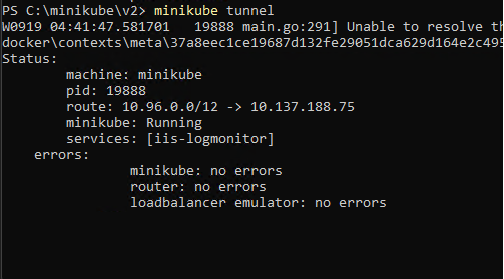 PS C:\minikube\v2> minikube tunnel
W0919 04:41:47.581701   19888 main.go:291] Unable to resolve th
docker\contexts\meta\37a8eec1ce19687d132fe29051dca629d164e2c495
Status:
        machine: minikube
        pid: 19888
        route: 10.96.0.0/12 -> 10.137.188.75
        minikube: Running
        services: [iis-logmonitor]
    errors:
                minikube: no errors
                router: no errors
                loadbalancer emulator: no errors